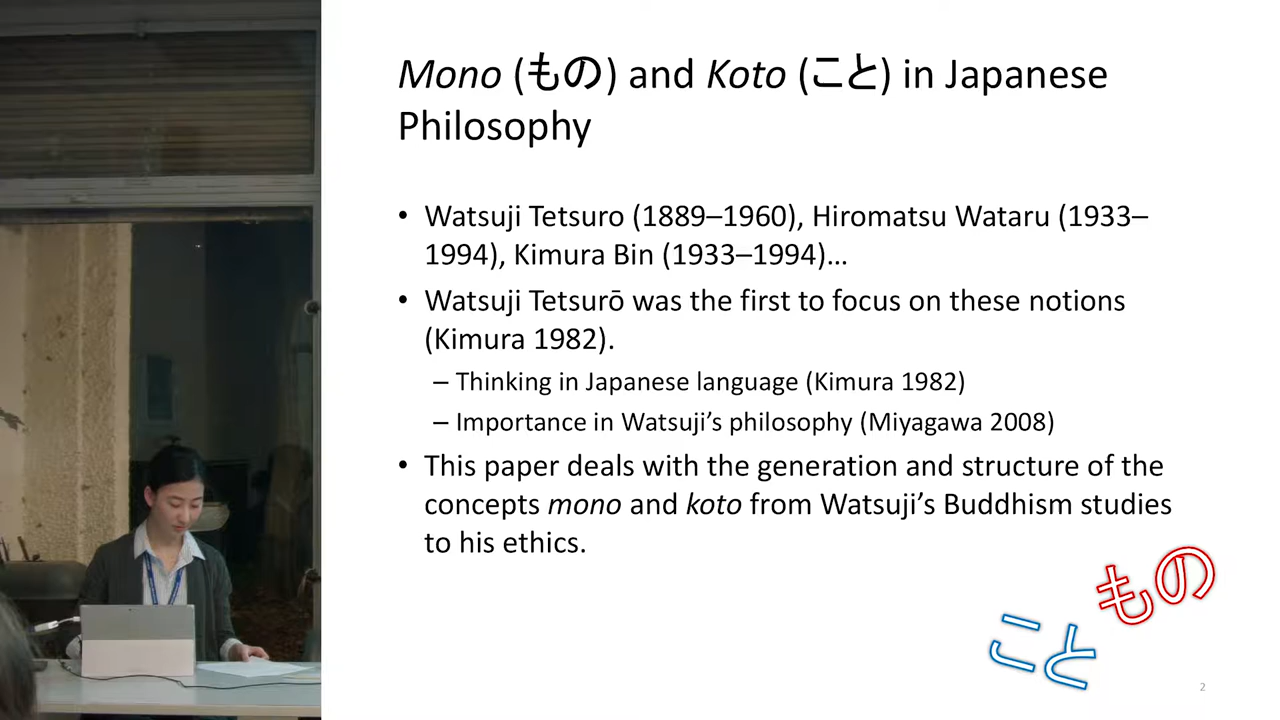 Mono (もの) and Koto (こと) in Japanese
Philosophy
• Watsuji Tetsuro (1889–1960), Hiromatsu Wataru (1933–
1994), Kimura Bin (1933–1994)…
• Watsuji Tetsurō was the first to focus on these notions
(Kimura 1982).
– Thinking in Japanese language (Kimura 1982)
– Importance in Watsuji’s philosophy (Miyagawa 2008)
• This paper deals with the generation and structure of the
concepts mono and koto from Watsuji’s Buddhism studies
to his ethics.
もの
こと
2